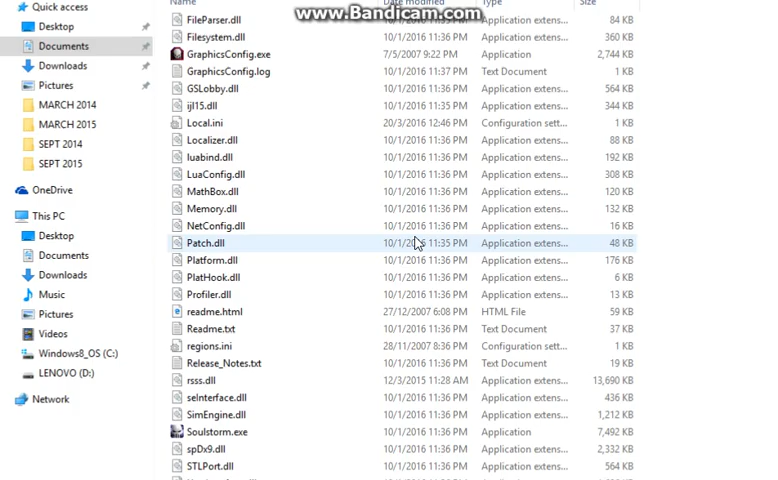 www.Bandicam.com
Quick access Date modified Type Size
Desktop
Documents
Downloads
Pictures
MARCH 2014
MARCH 2015
SEPT 2014
SEPT 2015
OneDrive
This PC
Desktop
Documents
Downloads
Music
Pictures
Videos
Windows8_OS (C:)
LENOVO (D:)
Network
FileParser.dll 10/1/2016 11:35 PM Application extens... 84 KB
Filesystem.dll 10/1/2016 11:36 PM Application extens... 360 KB
GraphicsConfig.exe 7/5/2007 9:22 PM Application 2,744 KB
GraphicsConfig.log 10/1/2016 11:37 PM Text Document 1 KB
GSLobby.dll 10/1/2016 11:36 PM Application extens... 564 KB
ijl15.dll 10/1/2016 11:35 PM Application extens... 344 KB
Local.ini 20/3/2016 12:46 PM Configuration sett... 1 KB
Localizer.dll 10/1/2016 11:36 PM Application extens... 88 KB
luabind.dll 10/1/2016 11:36 PM Application extens... 192 KB
LuaConfig.dll 10/1/2016 11:36 PM Application extens... 308 KB
MathBox.dll 10/1/2016 11:36 PM Application extens... 120 KB
Memory.dll 10/1/2016 11:36 PM Application extens... 132 KB
NetConfig.dll 10/1/2016 11:36 PM Application extens... 16 KB
Patch.dll 10/1/2016 11:35 PM Application extens... 48 KB
Platform.dll 10/1/2016 11:36 PM Application extens... 176 KB
PlatHook.dll 10/1/2016 11:36 PM Application extens... 6 KB
Profiler.dll 10/1/2016 11:36 PM Application extens... 13 KB
readme.html 27/12/2007 6:08 PM HTML File 59 KB
Readme.txt 10/1/2016 11:36 PM Text Document 37 KB
regions.ini 28/11/2007 8:36 PM Configuration sett... 1 KB
Release_Notes.txt 10/1/2016 11:36 PM Text Document 19 KB
rsss.dll 12/3/2015 11:28 AM Application extens... 13,690 KB
seInterface.dll 10/1/2016 11:36 PM Application extens... 436 KB
SimEngine.dll 10/1/2016 11:36 PM Application extens... 1,212 KB
Soulstorm.exe 10/1/2016 11:36 PM Application 7,492 KB
spDx9.dll 10/1/2016 11:36 PM Application extens... 2,332 KB
STLPort.dll 10/1/2016 11:36 PM Application extens... 564 KB